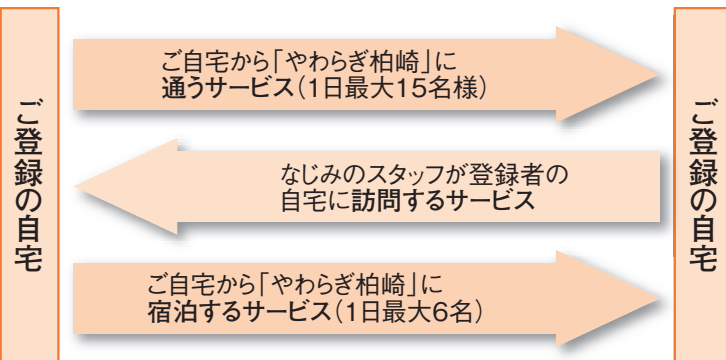 ご登録の自宅
ご自宅から「やわらぎ柏崎」に
通うサービス(1日最大15名様)
なじみのスタッフが登録者の
自宅に訪問するサービス
ご自宅から「やわらぎ柏崎」に
宿泊するサービス(1日最大6名)
ご登録の自宅